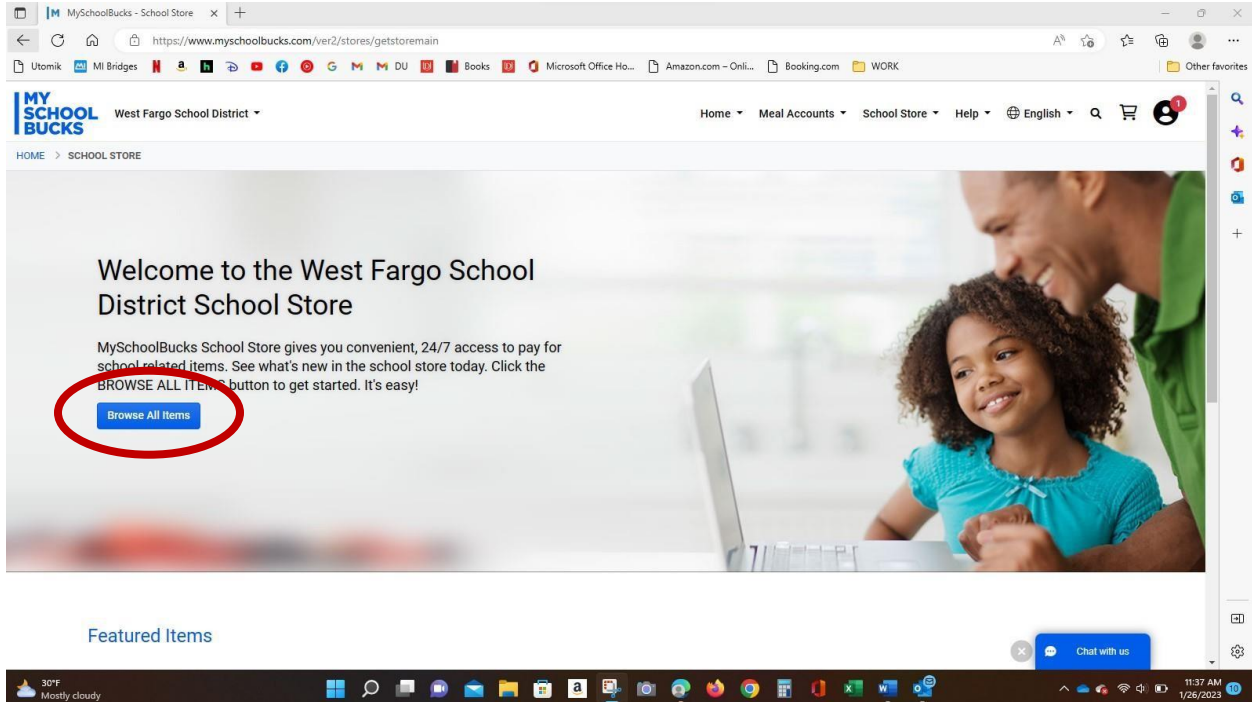 MySchoolBucks - School Store
https://www.myschoolbucks.com/ver2/stores/getstoremain
Utomik MI Bridges DU Books Microsoft Office Ho... Amazon.com – Onli... Booking.com WORK Other favorites
MY
SCHOOL
BUCKS
West Fargo School District
Home Meal Accounts School Store Help English
1
HOME > SCHOOL STORE
Welcome to the West Fargo School
District School Store
MySchoolBucks School Store gives you convenient, 24/7 access to pay for
school related items. See what's new in the school store today. Click the
BROWSE ALL ITEMS button to get started. It's easy!
Browse All Items
Featured Items
Chat with us
30°F
Mostly cloudy
11:37 AM
1/26/2023
10